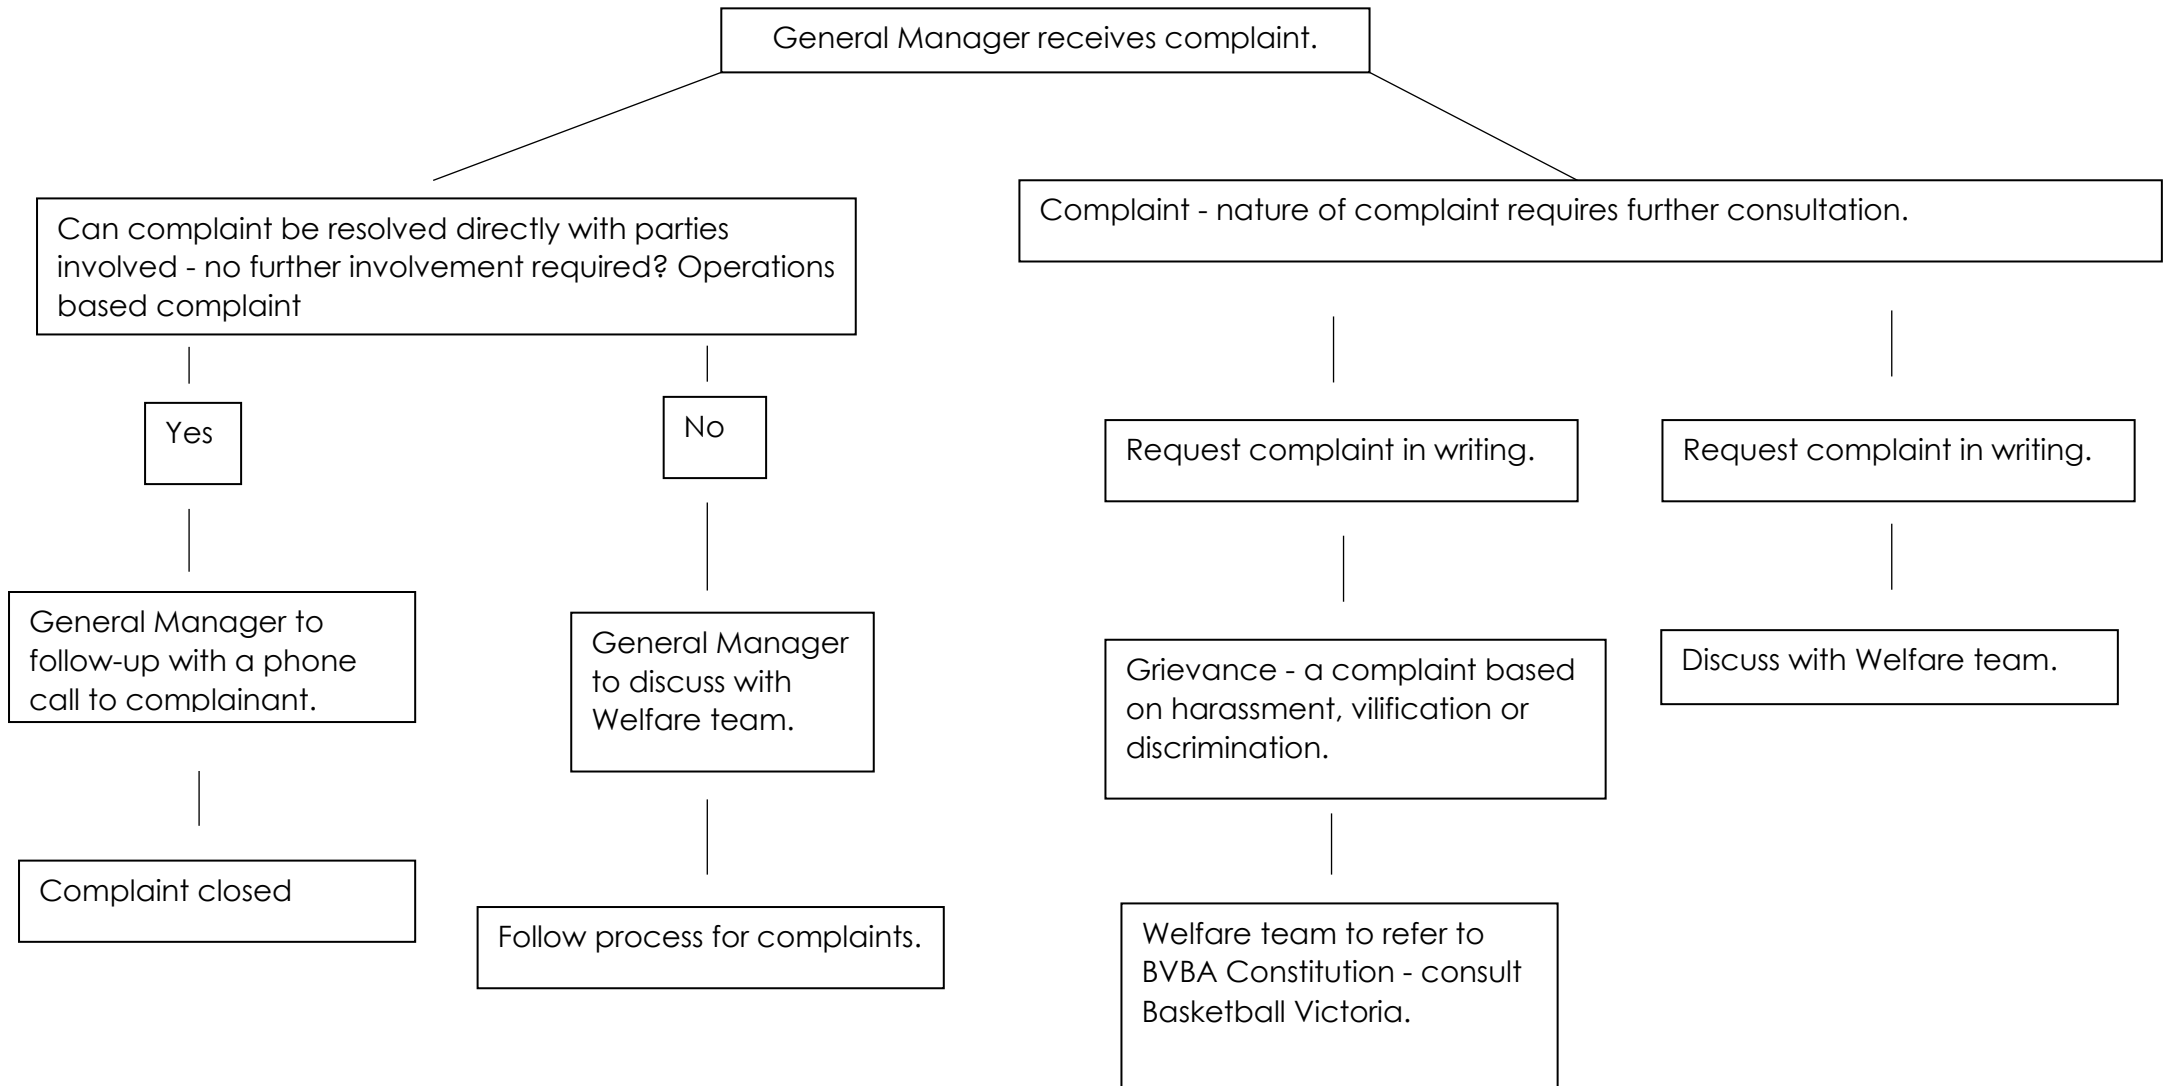 General Manager receives complaint.
Can complaint be resolved directly with parties
involved - no further involvement required? Operations
based complaint
Yes
General Manager to
follow-up with a phone
call to complainant.
Complaint closed
No
General Manager
to discuss with
Welfare team.
Follow process for complaints.
Complaint - nature of complaint requires further consultation.
Request complaint in writing.
Grievance - a complaint based
on harassment, vilification or
discrimination.
Welfare team to refer to
BVBA Constitution - consult
Basketball Victoria.
Request complaint in writing.
Discuss with Welfare team.